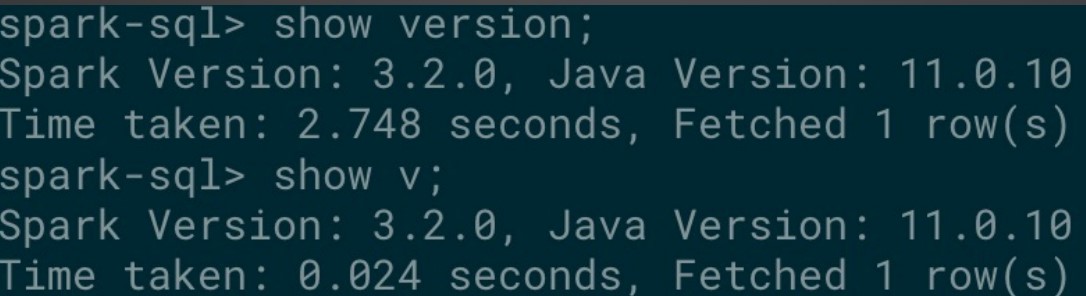 spark-sql> show version;
Spark Version: 3.2.0, Java Version: 11.0.10
Time taken: 2.748 seconds, Fetched 1 row(s)
spark-sql> show v;
Spark Version: 3.2.0, Java Version: 11.0.10
Time taken: 0.024 seconds, Fetched 1 row(s)